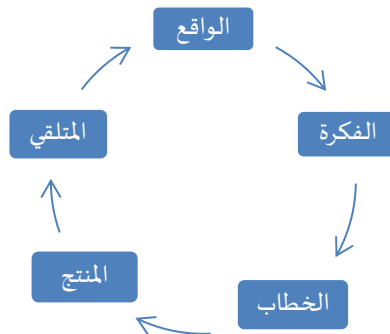 الواقع
الفكرة
الخطاب
المنتج
المتلقي